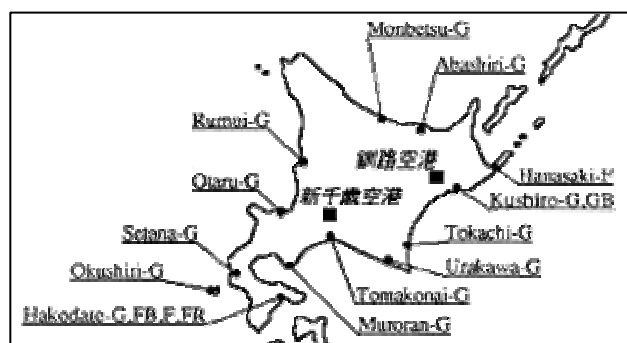 Monbetsu-G
Abashiri-G
Rumoi-G
釧路空港
Hanasaki-F
Otaru-G
新千歳空港
Kushiro-G,GB
Setana-G
Tokachi-G
Okushiri-G
Urakawa-G
Tomakomai-G
Hakodate-G,FB,F,FR
Muroran-G